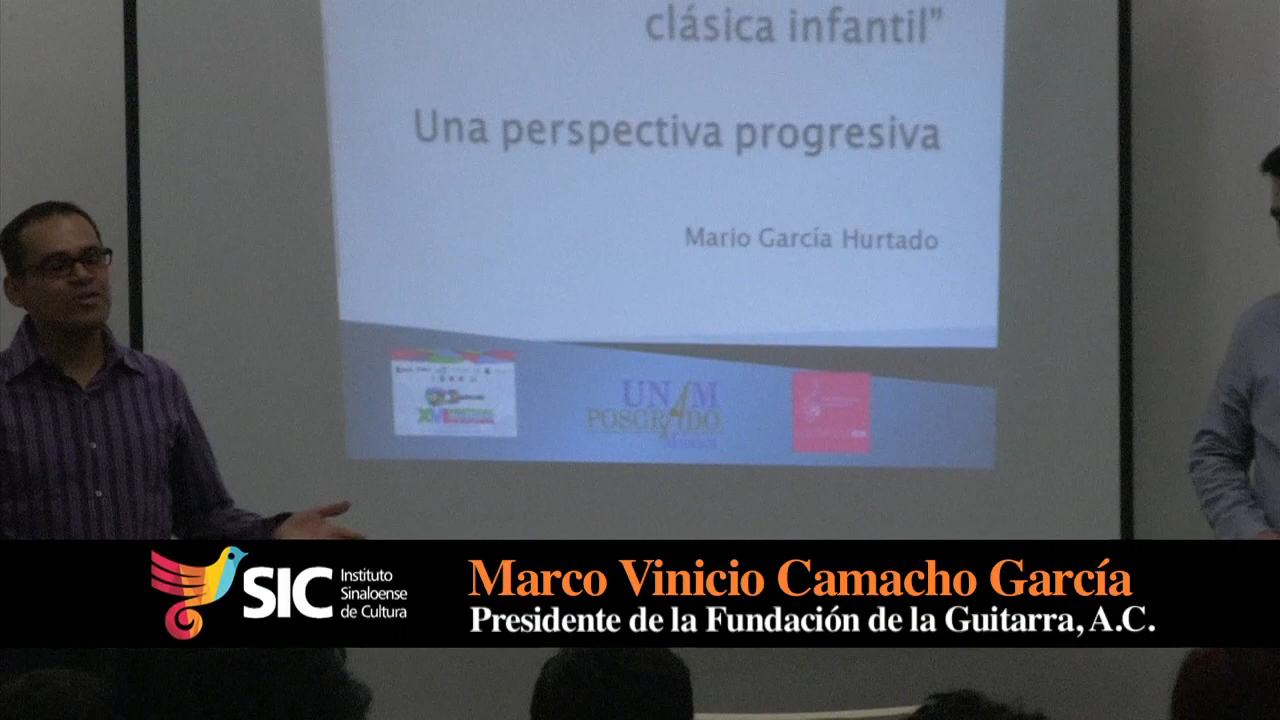 clásica infantil”
Una perspectiva progresiva
Mario García Hurtado
UNAM
POSGRADO
SIC
Instituto
Sinaloense
de Cultura
Marco Vinicio Camacho García
Presidente de la Fundación de la Guitarra, A.C.